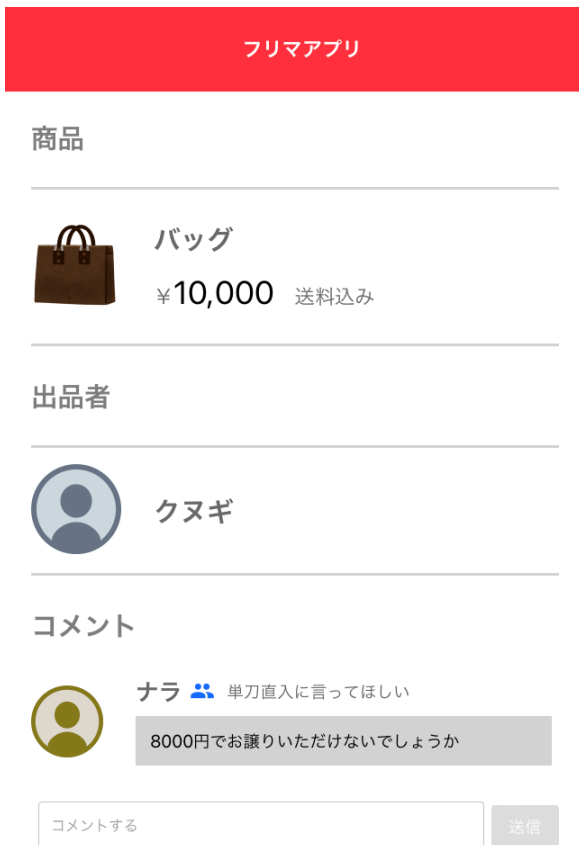 フリマアプリ
商品
バッグ
¥10,000 送料込み
出品者
クヌギ
コメント
ナラ 単刀直入に言ってほしい
8000円でお譲りいただけないでしょうか
コメントする 送信